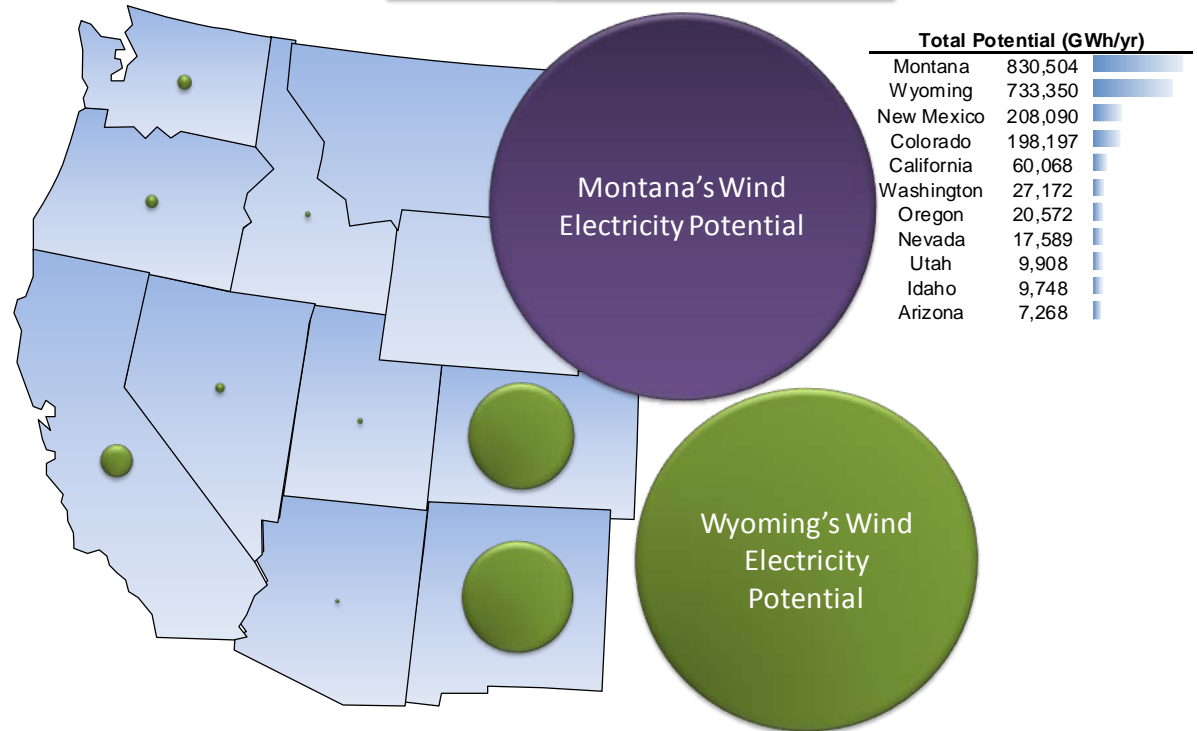 Total Potential (GWh/yr)
Montana 830,504
Wyoming 733,350
New Mexico 208,090
Colorado 198,197
California 60,068
Washington 27,172
Oregon 20,572
Nevada 17,589
Utah 9,908
Idaho 9,748
Arizona 7,268
Montana's Wind
Electricity Potential
Wyoming's Wind
Electricity
Potential